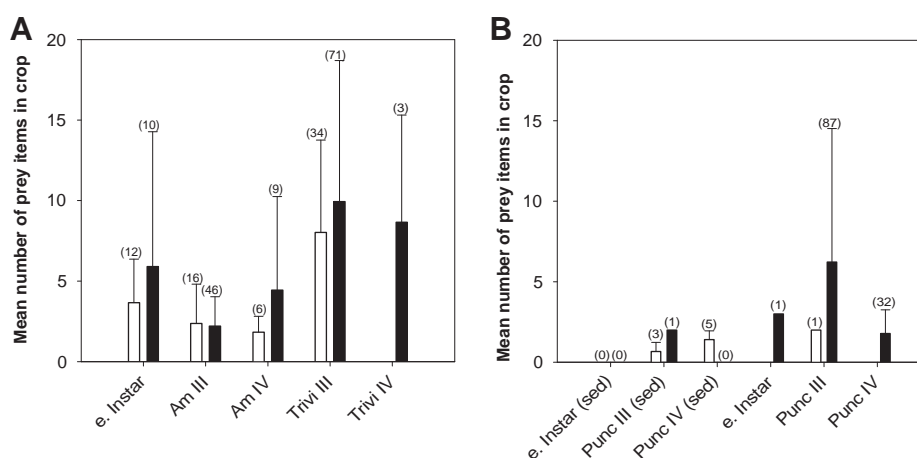 A
Mean number of prey items in crop
20
15
10
5
0
(12)
(10)
(16)
(46)
(6)
(9)
(34)
(71)
(3)
e. Instar
Am III
Am IV
Trivi III
Trivi IV
B
Mean number of prey items in crop
20
15
10
5
0
(0)
(0)
(3)
(1)
(5)
(0)
(1)
(1)
(87)
(32)
e. Instar (sed)
Punc III (sed)
Punc IV (sed)
e. Instar
Punc III
Punc IV